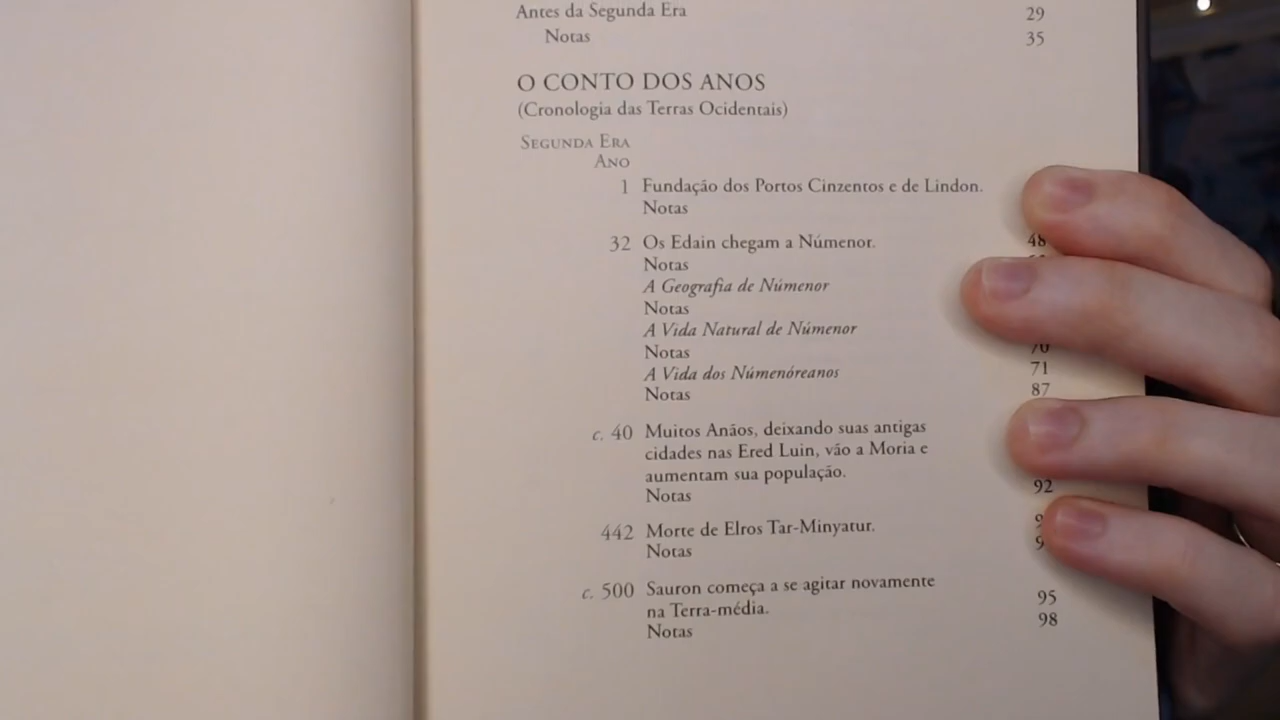 Antes da Segunda Era 29
Notas 35
O CONTO DOS ANOS
(Cronologia das Terras Ocidentais)
SEGUNDA ERA
ANO
1 Fundação dos Portos Cinzentos e de Lindon.
Notas
32 Os Edain chegam a Númenor. 48
Notas
A Geografia de Númenor
Notas
A Vida Natural de Númenor
Notas 70
A Vida dos Númenóreanos 71
Notas 87
c. 40 Muitos Anãos, deixando suas antigas
cidades nas Ered Luin, vão a Moria e
aumentam sua população.
Notas 92
442 Morte de Elros Tar-Minyatur.
Notas
c. 500 Sauron começa a se agitar novamente
na Terra-média. 95
Notas 98